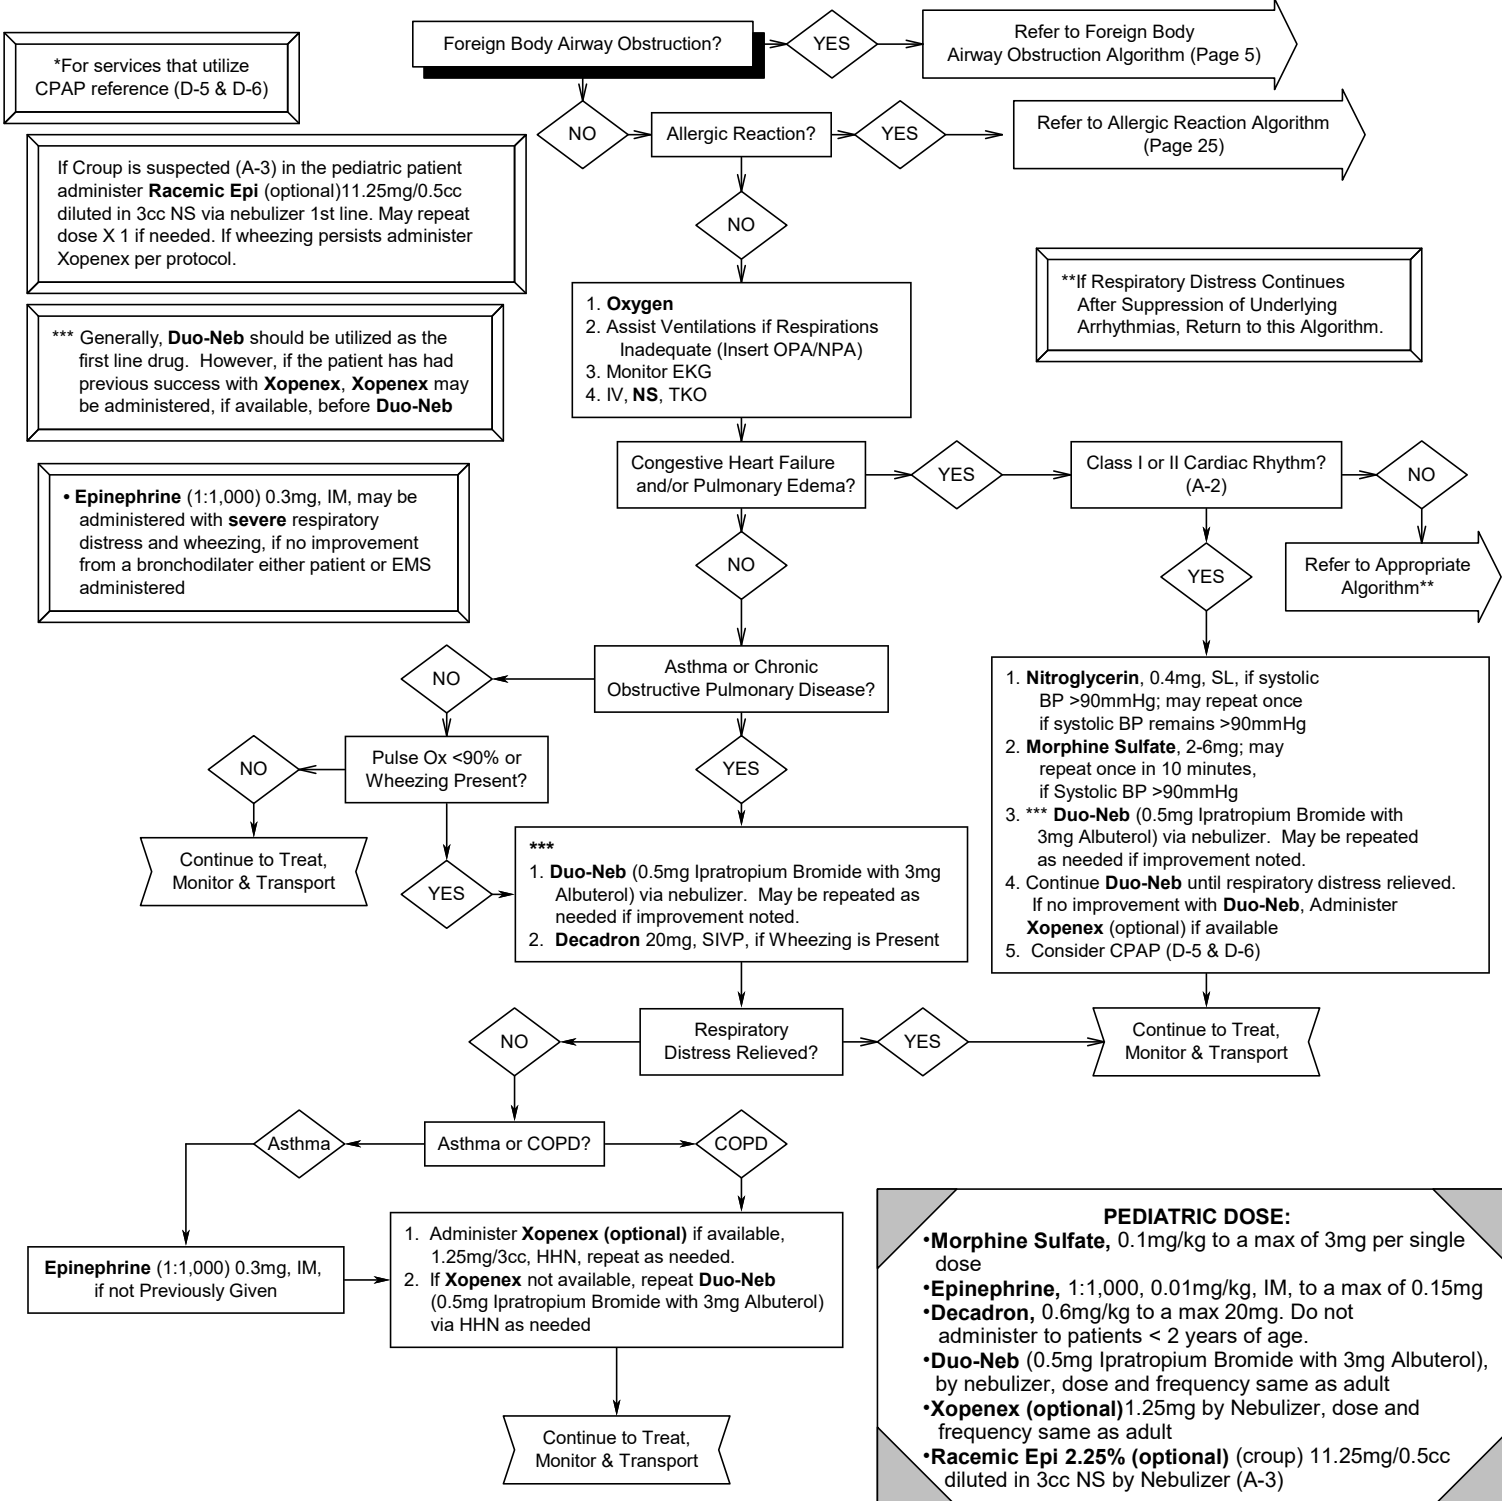 Foreign Body Airway Obstruction?
YES
Refer to Foreign Body
Airway Obstruction Algorithm (Page 5)
*For services that utilize
CPAP reference (D-5 & D-6)
NO
Allergic Reaction?
YES
Refer to Allergic Reaction Algorithm
(Page 25)
If Croup is suspected (A-3) in the pediatric patient
administer Racemic Epi (optional)11.25mg/0.5cc
diluted in 3cc NS via nebulizer 1st line. May repeat
dose X 1 if needed. If wheezing persists administer
Xopenex per protocol.
NO
**If Respiratory Distress Continues
After Suppression of Underlying
Arrhythmias, Return to this Algorithm.
*** Generally, Duo-Neb should be utilized as the
first line drug. However, if the patient has had
previous success with Xopenex, Xopenex may
be administered, if available, before Duo-Neb
1. Oxygen
2. Assist Ventilations if Respirations
Inadequate (Insert OPA/NPA)
3. Monitor EKG
4. IV, NS, TKO
• Epinephrine (1:1,000) 0.3mg, IM, may be
administered with severe respiratory
distress and wheezing, if no improvement
from a bronchodilater either patient or EMS
administered
Congestive Heart Failure
and/or Pulmonary Edema?
YES
Class I or II Cardiac Rhythm?
(A-2)
NO
NO
YES
Refer to Appropriate
Algorithm**
NO
Asthma or Chronic
Obstructive Pulmonary Disease?
1. Nitroglycerin, 0.4mg, SL, if systolic
BP >90mmHg; may repeat once
if systolic BP remains >90mmHg
2. Morphine Sulfate, 2-6mg; may
repeat once in 10 minutes,
if Systolic BP >90mmHg
3. *** Duo-Neb (0.5mg Ipratropium Bromide with
3mg Albuterol) via nebulizer. May be repeated
as needed if improvement noted.
4. Continue Duo-Neb until respiratory distress relieved.
If no improvement with Duo-Neb, Administer
Xopenex (optional) if available
5. Consider CPAP (D-5 & D-6)
NO
Pulse Ox <90% or
Wheezing Present?
YES
Continue to Treat,
Monitor & Transport
YES
***
1. Duo-Neb (0.5mg Ipratropium Bromide with 3mg
Albuterol) via nebulizer. May be repeated as
needed if improvement noted.
2. Decadron 20mg, SIVP, if Wheezing is Present
NO
Respiratory
Distress Relieved?
YES
Continue to Treat,
Monitor & Transport
Asthma
Asthma or COPD?
COPD
Epinephrine (1:1,000) 0.3mg, IM,
if not Previously Given
1. Administer Xopenex (optional) if available,
1.25mg/3cc, HHN, repeat as needed.
2. If Xopenex not available, repeat Duo-Neb
(0.5mg Ipratropium Bromide with 3mg Albuterol)
via HHN as needed
Continue to Treat,
Monitor & Transport
PEDIATRIC DOSE:
•Morphine Sulfate, 0.1mg/kg to a max of 3mg per single
dose
•Epinephrine, 1:1,000, 0.01mg/kg, IM, to a max of 0.15mg
•Decadron, 0.6mg/kg to a max 20mg. Do not
administer to patients < 2 years of age.
•Duo-Neb (0.5mg Ipratropium Bromide with 3mg Albuterol),
by nebulizer, dose and frequency same as adult
•Xopenex (optional)1.25mg by Nebulizer, dose and
frequency same as adult
•Racemic Epi 2.25% (optional) (croup) 11.25mg/0.5cc
diluted in 3cc NS by Nebulizer (A-3)